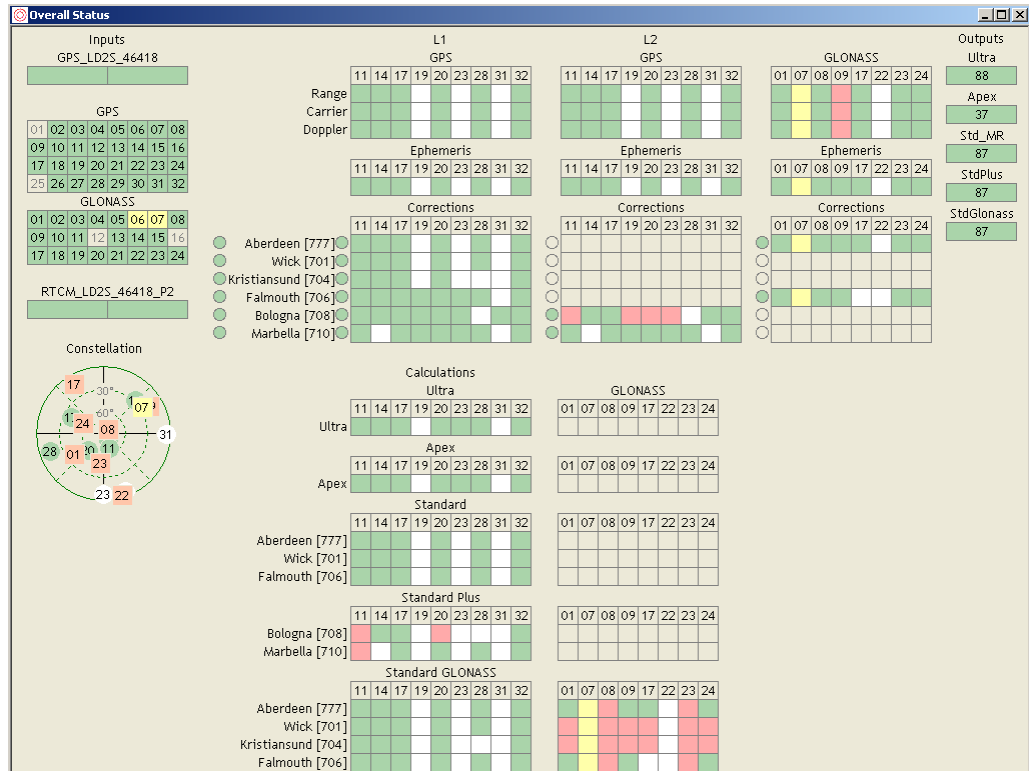 Overall Status
Inputs
GPS_LD2S_46418
GPS
01 02 03 04 05 06 07 08
09 10 11 12 13 14 15 16
17 18 19 20 21 22 23 24
25 26 27 28 29 30 31 32
GLONASS
01 02 03 04 05 06 07 08
09 10 11 12 13 14 15 16
17 18 19 20 21 22 23 24
RTCM_LD2S_46418_P2
Constellation
17
30°
07
60°
24
08
31
28
01
20
11
23
23
22
L1
GPS
11 14 17 19 20 23 28 31 32
Range
Carrier
Doppler
Ephemeris
11 14 17 19 20 23 28 31 32
Corrections
11 14 17 19 20 23 28 31 32
Aberdeen [777]
Wick [701]
Kristiansund [704]
Falmouth [706]
Bologna [708]
Marbella [710]
L2
GPS
11 14 17 19 20 23 28 31 32
Ephemeris
11 14 17 19 20 23 28 31 32
Corrections
11 14 17 19 20 23 28 31 32
GLONASS
01 07 08 09 17 22 23 24
Ephemeris
01 07 08 09 17 22 23 24
Corrections
01 07 08 09 17 22 23 24
Outputs
Ultra
88
Apex
37
Std_MR
87
StdPlus
87
StdGlonass
87
Calculations
Ultra
11 14 17 19 20 23 28 31 32
Ultra
GLONASS
01 07 08 09 17 22 23 24
Apex
11 14 17 19 20 23 28 31 32
01 07 08 09 17 22 23 24
Apex
Standard
11 14 17 19 20 23 28 31 32
01 07 08 09 17 22 23 24
Aberdeen [777]
Wick [701]
Falmouth [706]
Standard Plus
11 14 17 19 20 23 28 31 32
01 07 08 09 17 22 23 24
Bologna [708]
Marbella [710]
Standard GLONASS
11 14 17 19 20 23 28 31 32
01 07 08 09 17 22 23 24
Aberdeen [777]
Wick [701]
Kristiansund [704]
Falmouth [706]